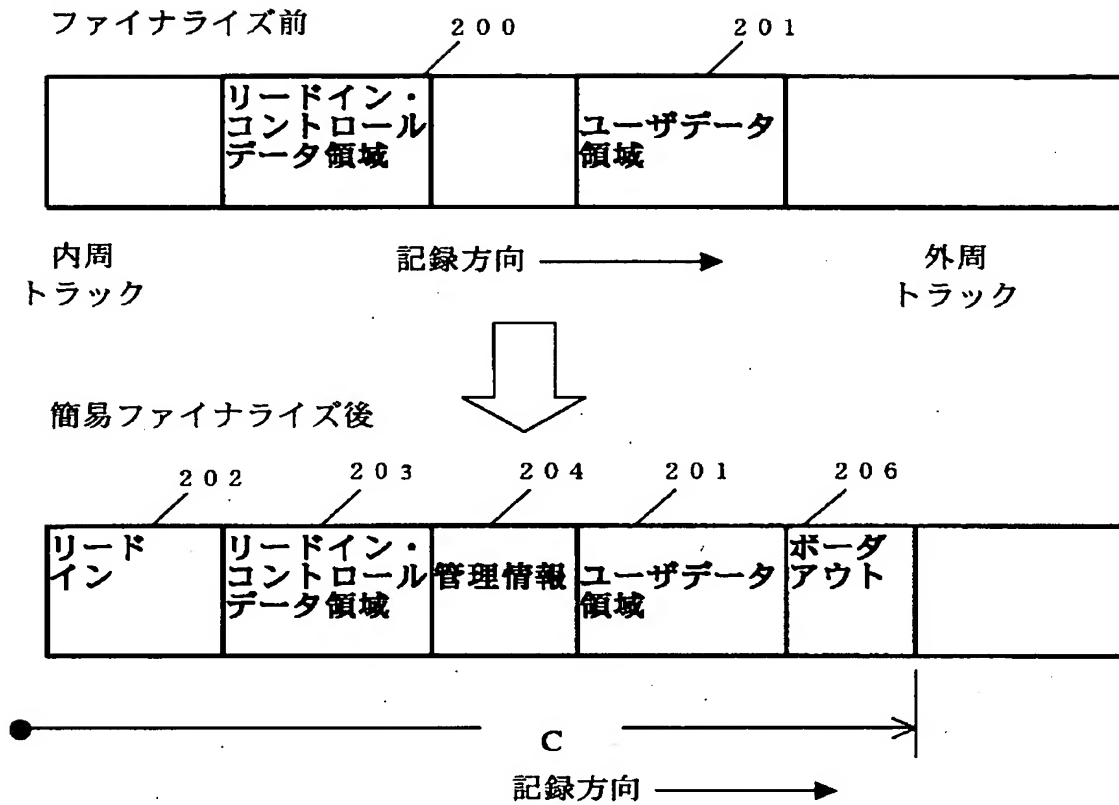 ファイナライズ前
200
201
リードイン・
コントロール
データ領域
ユーザデータ
領域
内周
トラック
記録方向
外周
トラック
簡易ファイナライズ後
202
203
204
201
206
リード
イン
リードイン・
コントロール
データ領域
管理情報
ユーザデータ
領域
ボーダ
アウト
C
記録方向